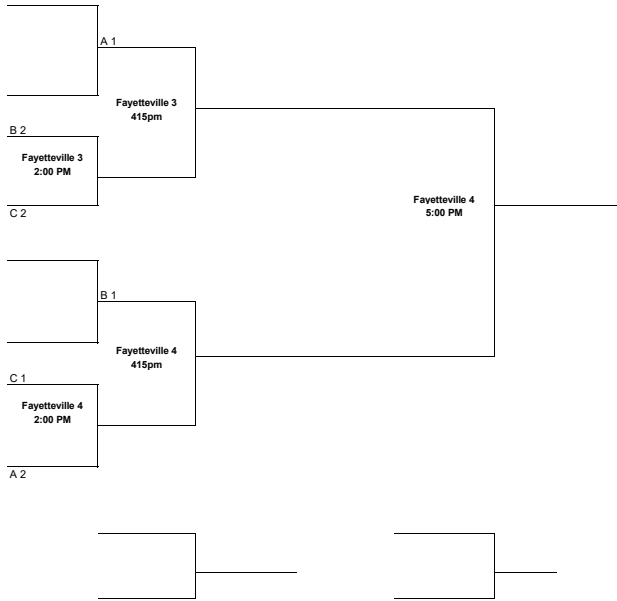 A 1
Fayetteville 3
415pm
B 2
Fayetteville 3
2:00 PM
C 2
Fayetteville 4
5:00 PM
B 1
Fayetteville 4
415pm
C 1
Fayetteville 4
2:00 PM
A 2